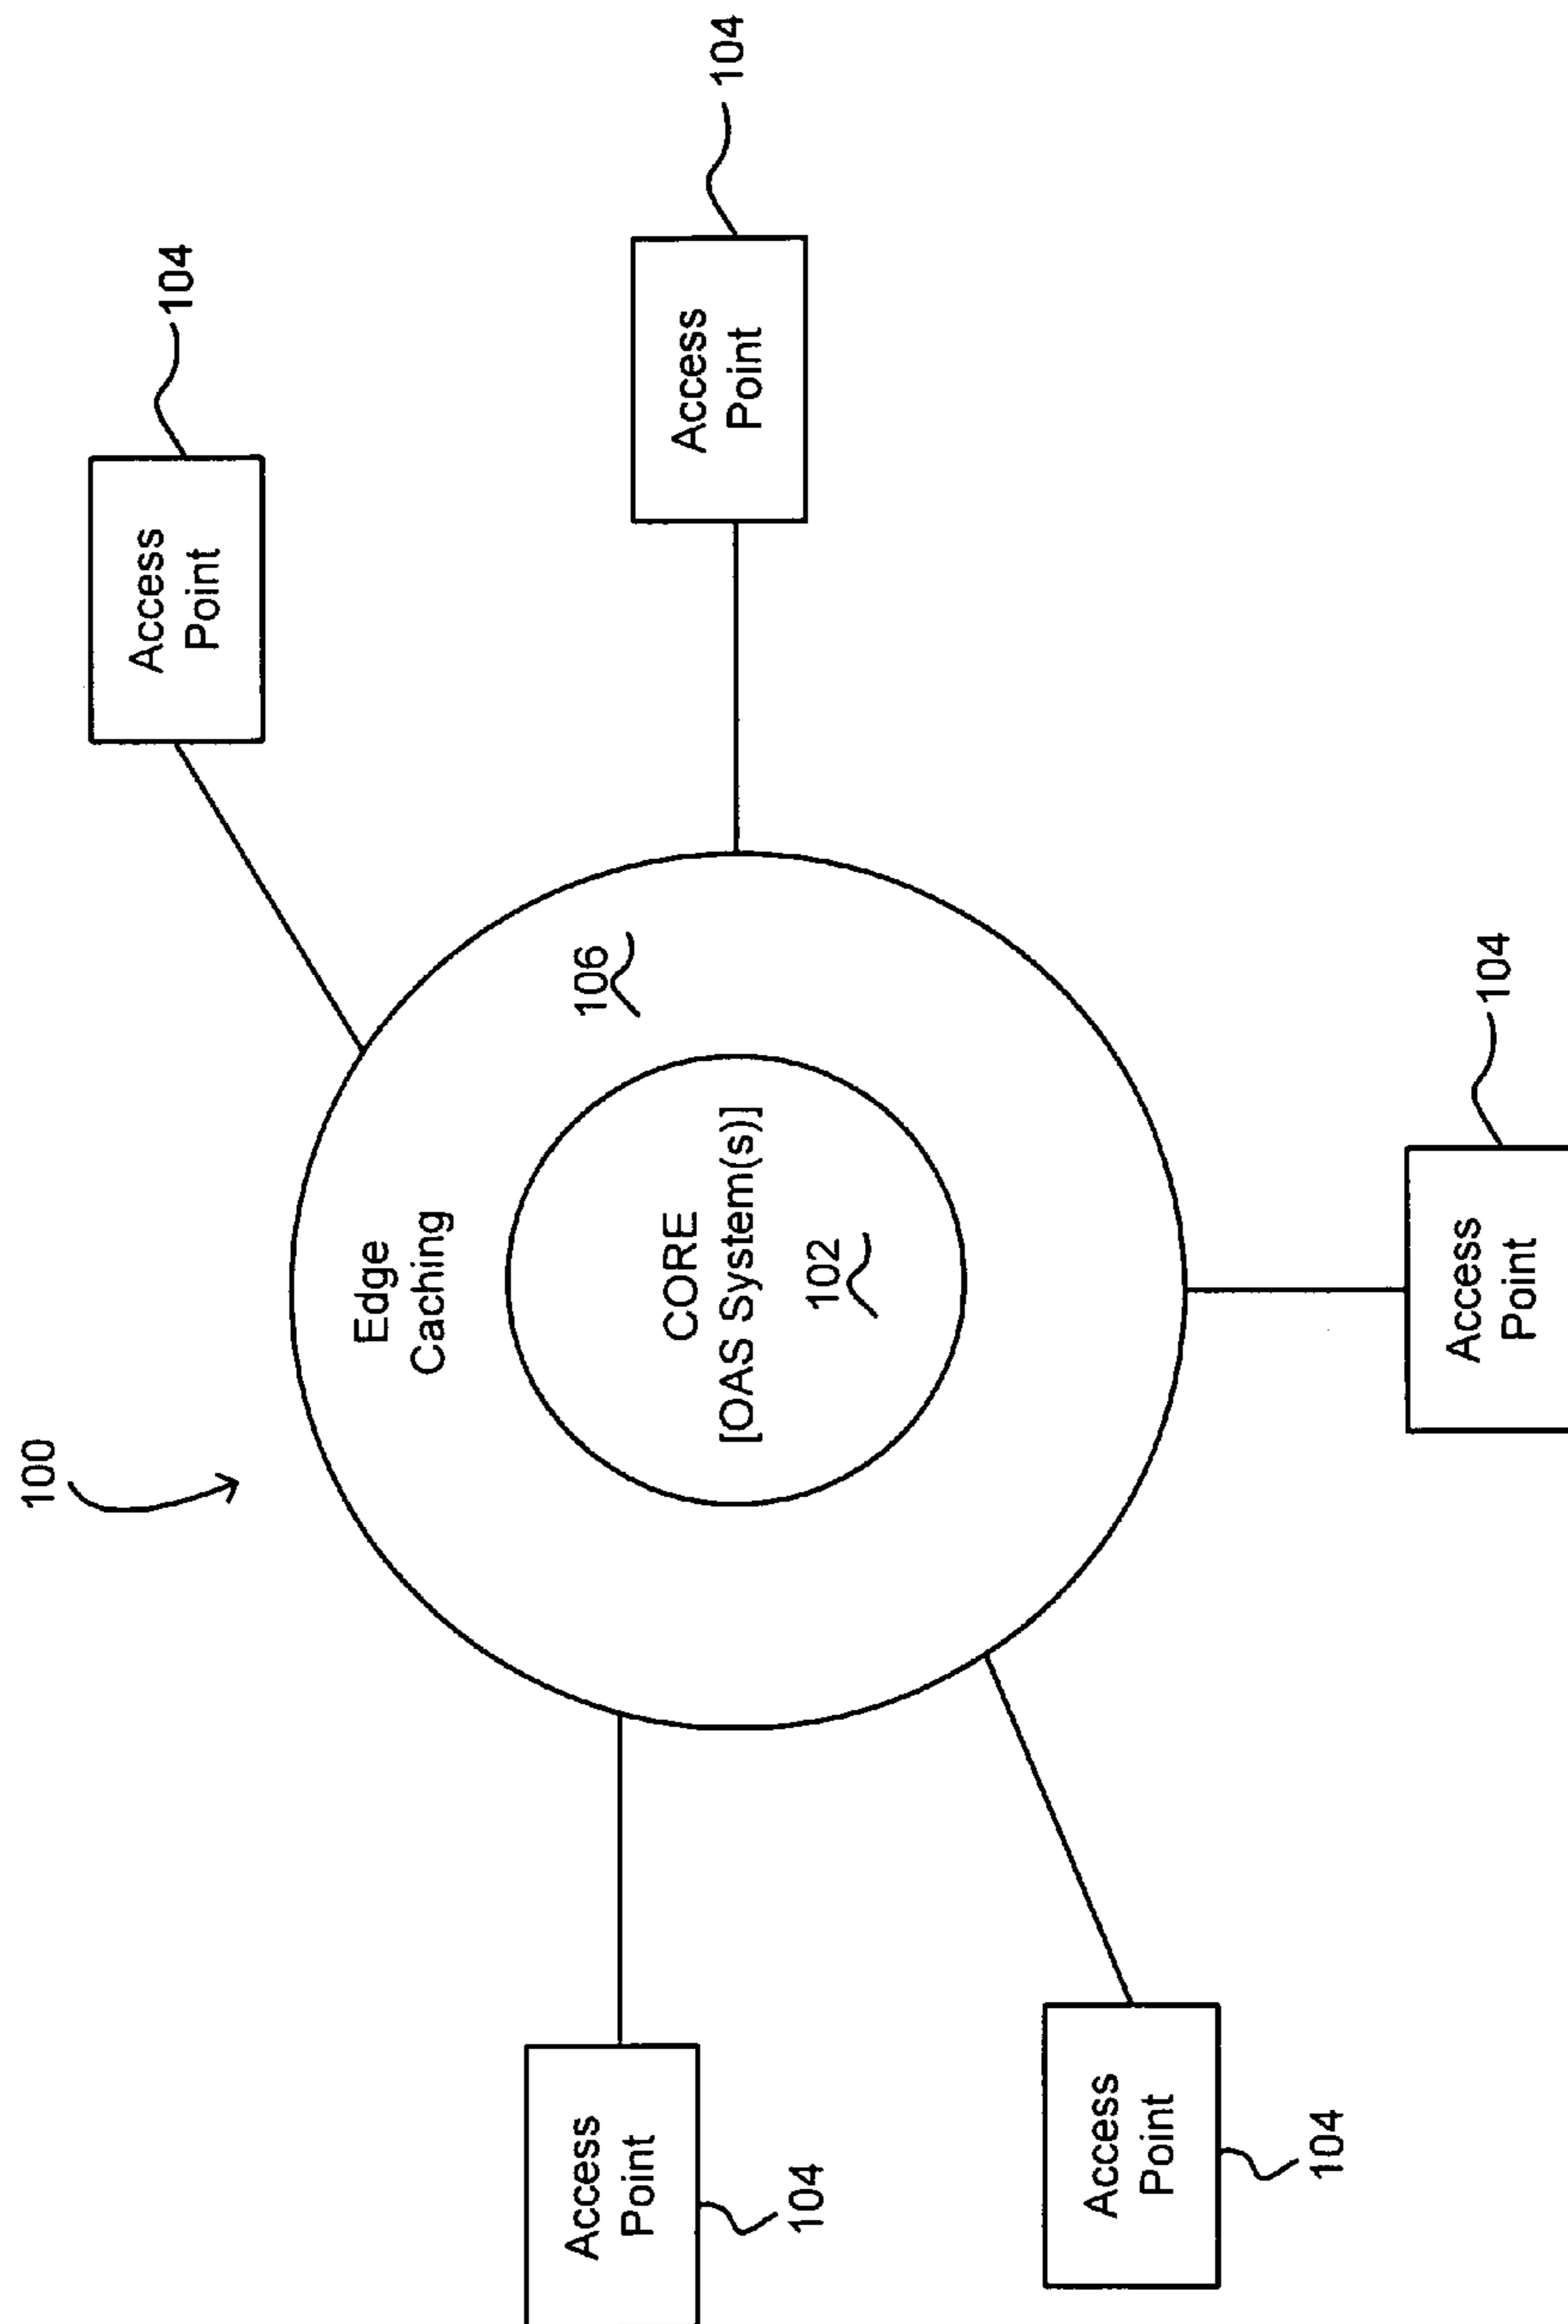 100
Access
Point
104
Edge
Caching
106
CORE
[OAS System(s)]
102
Access
Point
104
Access
Point
104
Access
Point
104
Access
Point
104